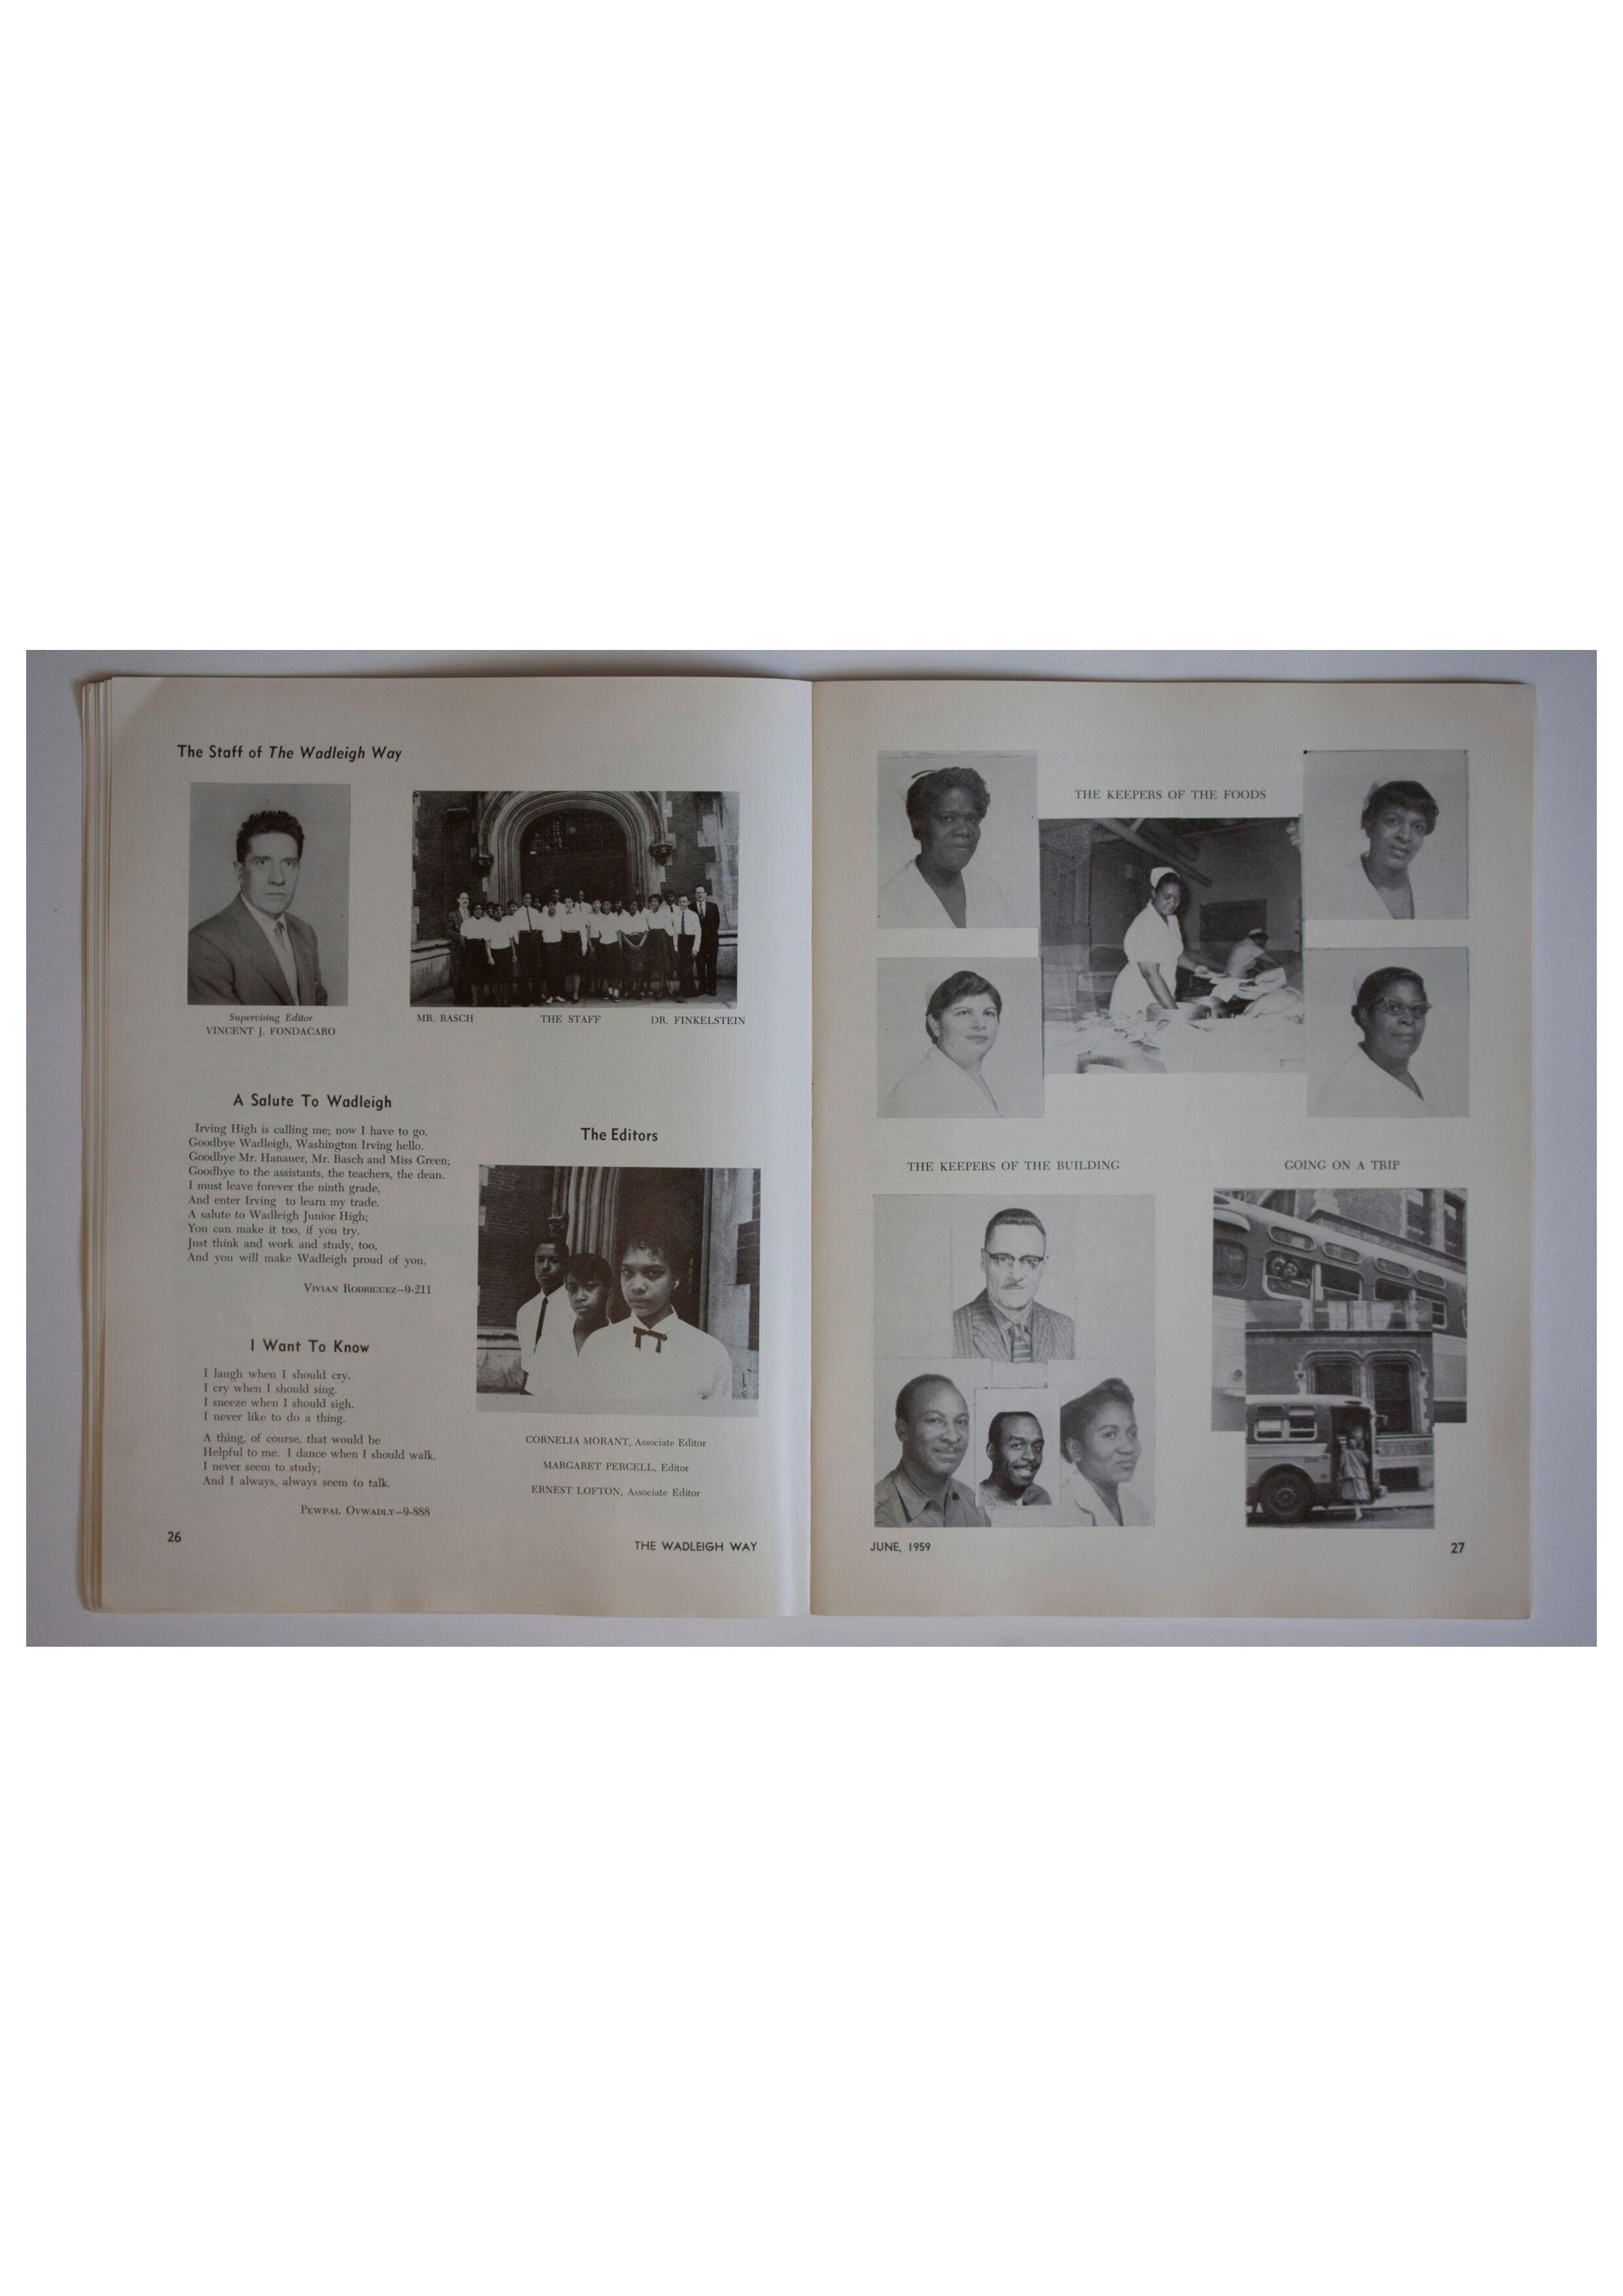 The Staff of The Wadleigh Way
Supervising Editor
VINCENT J. FONDACARO
MR. BASCH THE STAFF DR. FINKELSTEIN
A Salute To Wadleigh
Irving High is calling me; now I have to go.
Goodbye Wadleigh, Washington Irving hello.
Goodbye Mr. Hanauer, Mr. Basch and Miss Green;
Goodbye to the assistants, the teachers, the dean.
I must leave forever the ninth grade,
And enter Irving to learn my trade.
A salute to Wadleigh Junior High;
You can make it too, if you try.
Just think and work and study, too,
And you will make Wadleigh proud of you.
VIVIAN RODRIGUEZ—9-211
I Want To Know
I laugh when I should cry.
I cry when I should sing.
I sneeze when I should sigh.
I never like to do a thing.
A thing, of course, that would be
Helpful to me. I dance when I should walk.
I never seem to study;
And I always, always seem to talk.
PEWPAL OVWADLY—9-888
The Editors
CORNELIA MORANT, Associate Editor
MARGARET PERCELL, Editor
ERNEST LOFTON, Associate Editor
26
THE WADLEIGH WAY
THE KEEPERS OF THE FOODS
THE KEEPERS OF THE BUILDING
GOING ON A TRIP
JUNE, 1959
27